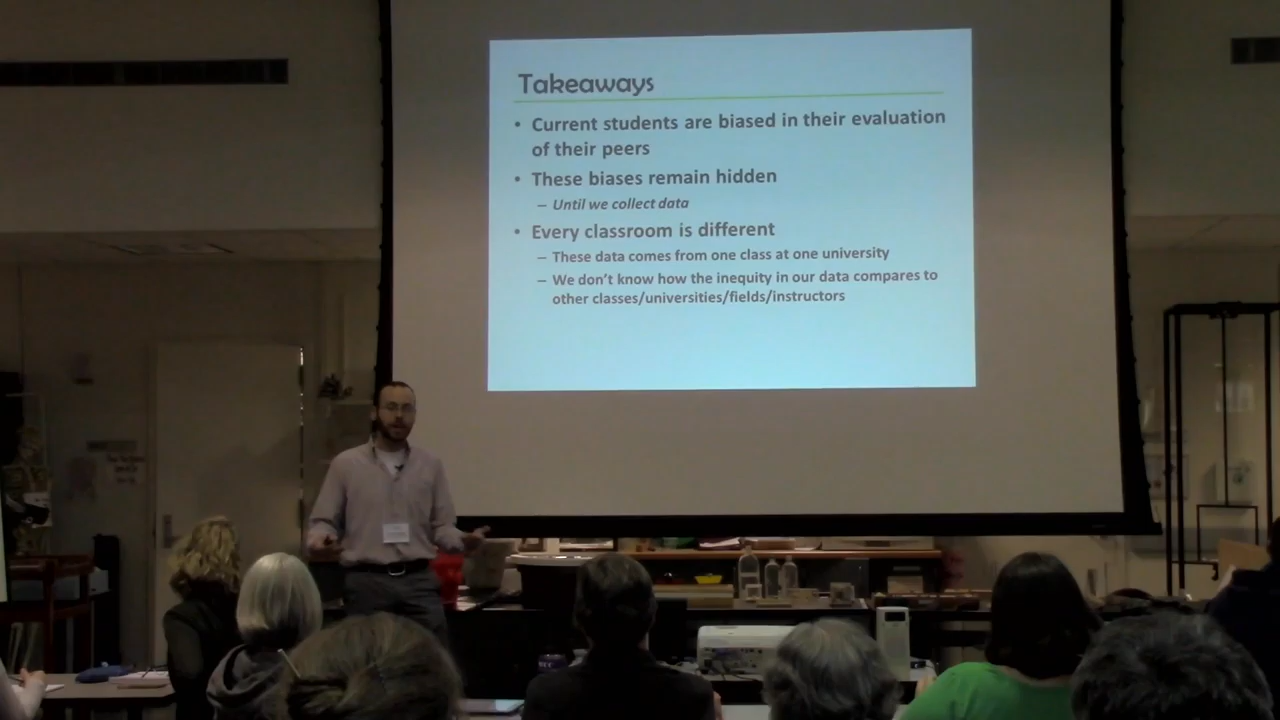 Takeaways
• Current students are biased in their evaluation
of their peers
• These biases remain hidden
– Until we collect data
• Every classroom is different
– These data comes from one class at one university
– We don't know how the inequity in our data compares to
other classes/universities/fields/instructors